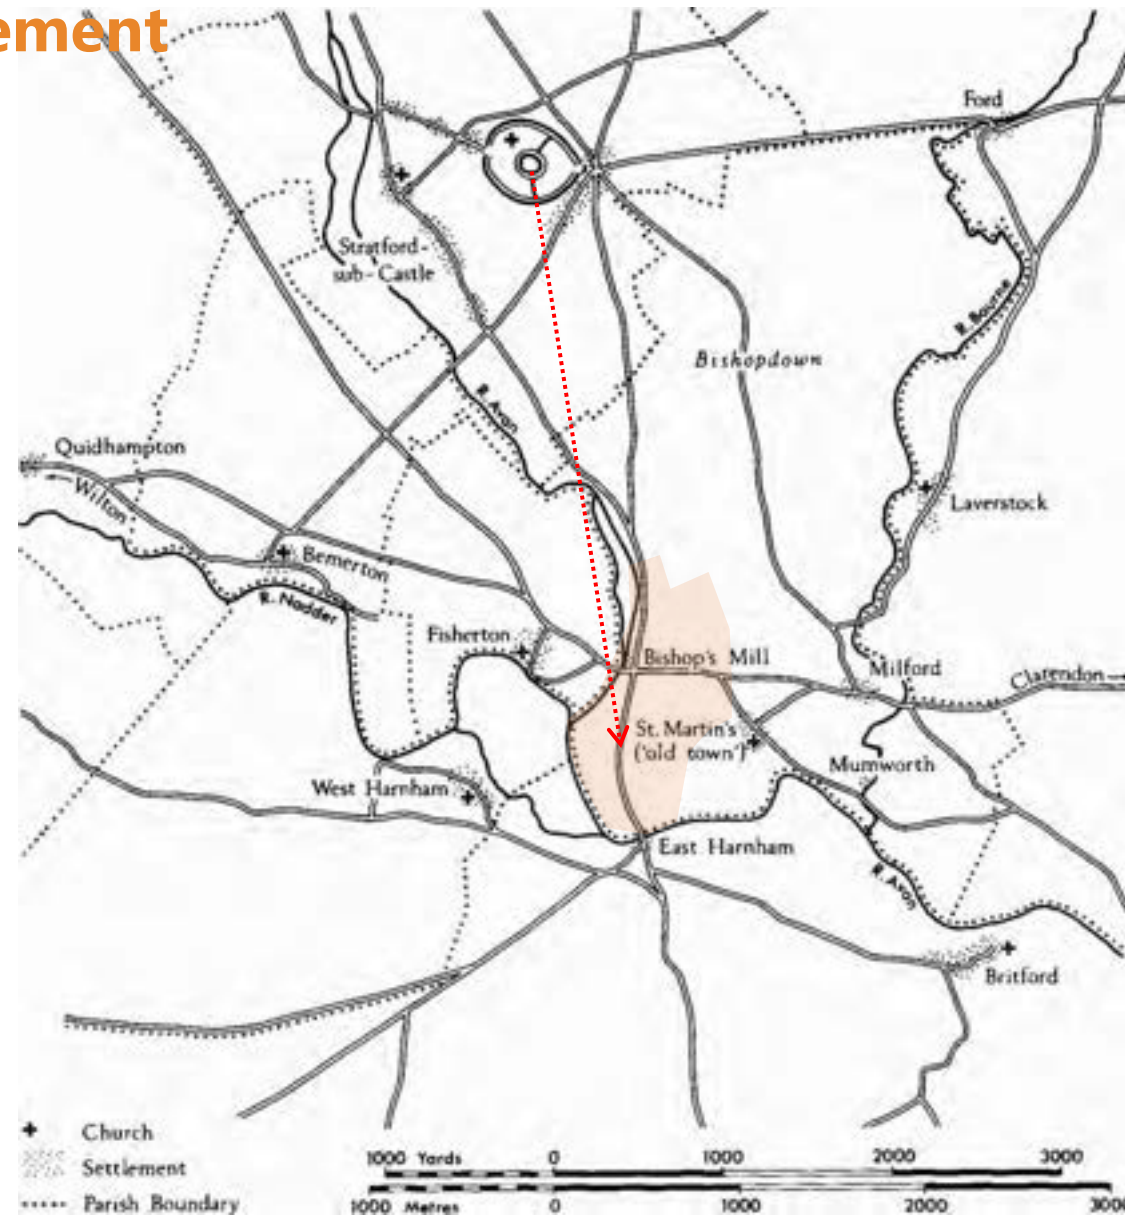 ement
Ford
Stratford-
sub-Castle
R. Bourne
Bishopdown
R. Avon
Quidhampton
← Wilton
Laverstock
Bemerton
R. Nadder
Fisherton
Bishop's Mill
Milford
Clarendon →
St. Martin's
('old town')
Mumworth
West Harnham
East Harnham
R. Avon
Britford
Church
Settlement
Parish Boundary
1000 Yards 0 1000 2000 3000
1000 Metres 0 1000 2000 3000